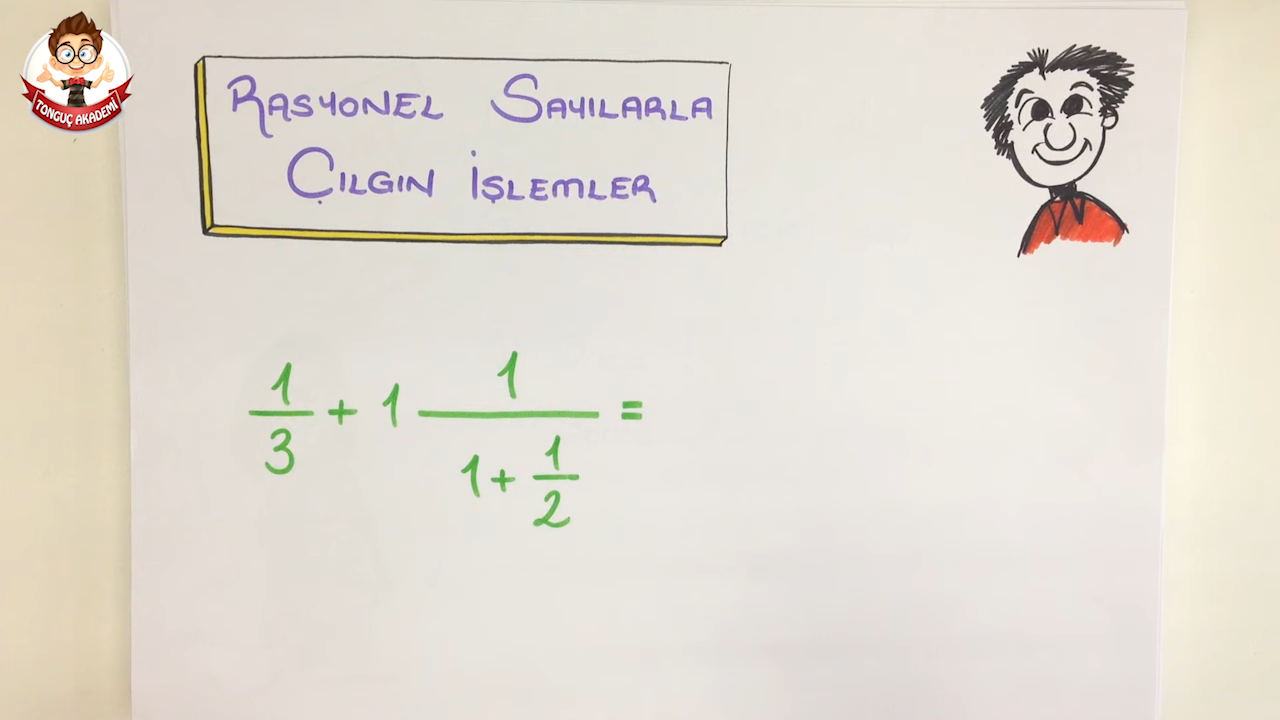 TONGUÇ AKADEMİ
RASYONEL SAYILARLA
ÇILGIN İŞLEMLER
1/3 + 1 1/(1 + 1/2) =